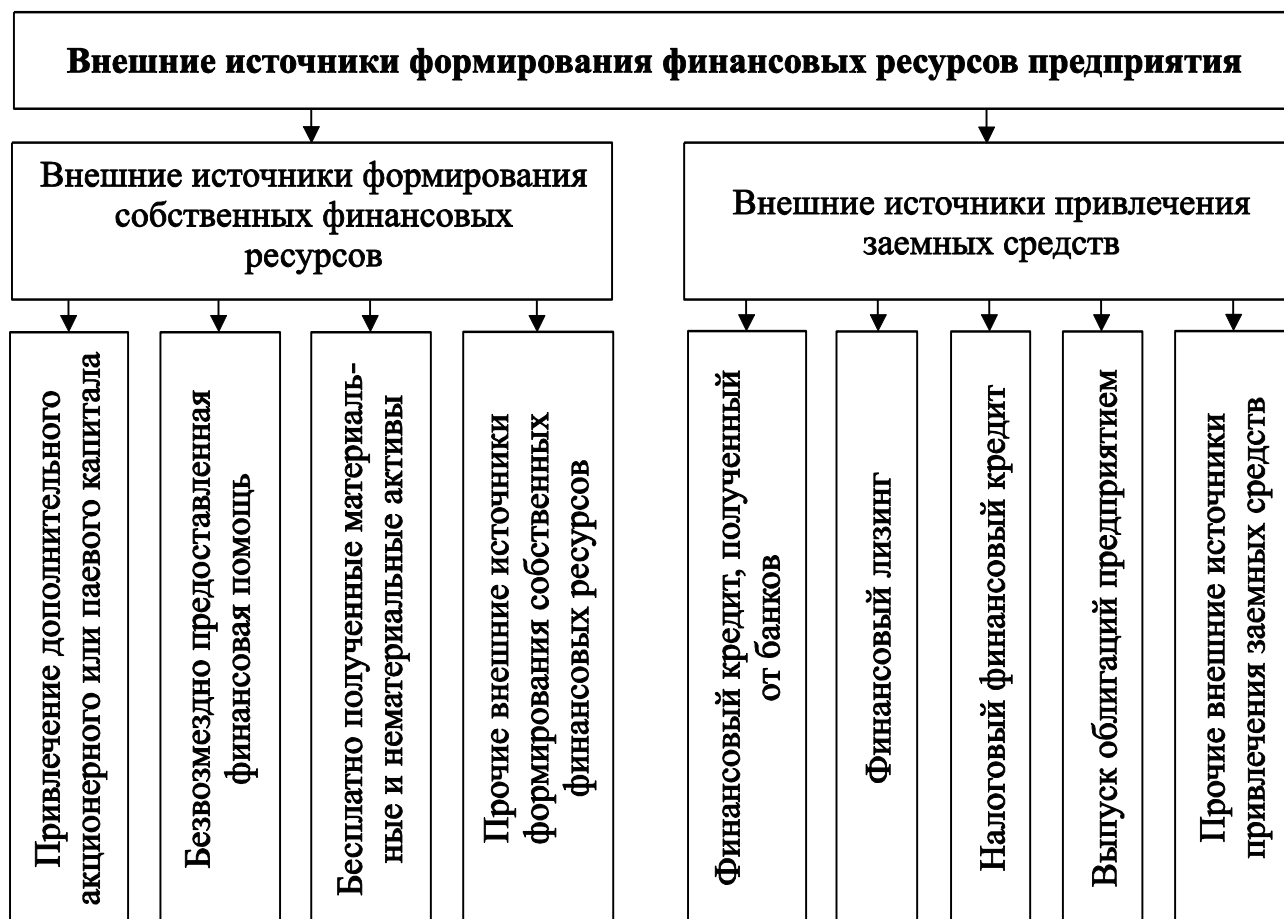 Внешние источники формирования финансовых ресурсов предприятия
Внешние источники формирования
собственных финансовых
ресурсов
Внешние источники привлечения
заемных средств
Привлечение дополнительного
акционерного или паевого капитала
Безвозмездно предоставленная
финансовая помощь
Бесплатно полученные материаль-
ные и нематериальные активы
Прочие внешние источники
формирования собственных
финансовых ресурсов
Финансовый кредит, полученный
от банков
Финансовый лизинг
Налоговый финансовый кредит
Выпуск облигаций предприятием
Прочие внешние источники
привлечения заемных средств